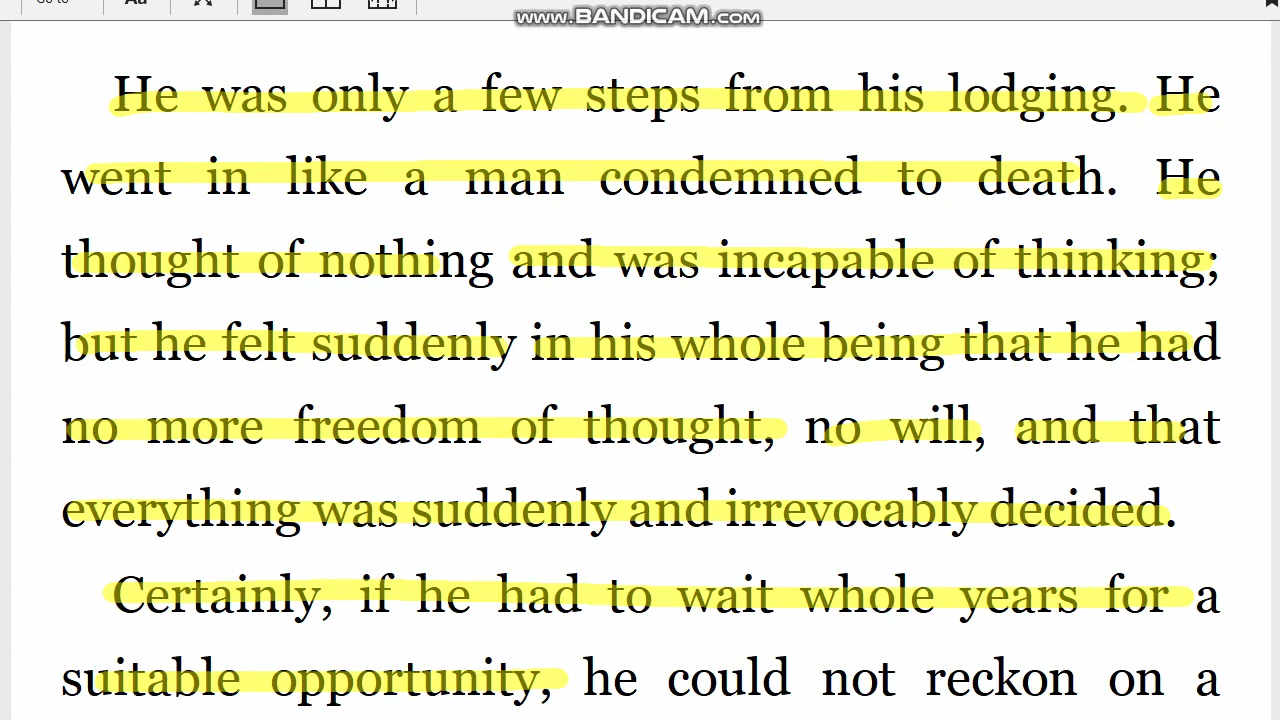 Aa
www.BANDICAM.com
He was only a few steps from his lodging. He
went in like a man condemned to death. He
thought of nothing and was incapable of thinking;
but he felt suddenly in his whole being that he had
no more freedom of thought, no will, and that
everything was suddenly and irrevocably decided.
Certainly, if he had to wait whole years for a
suitable opportunity, he could not reckon on a